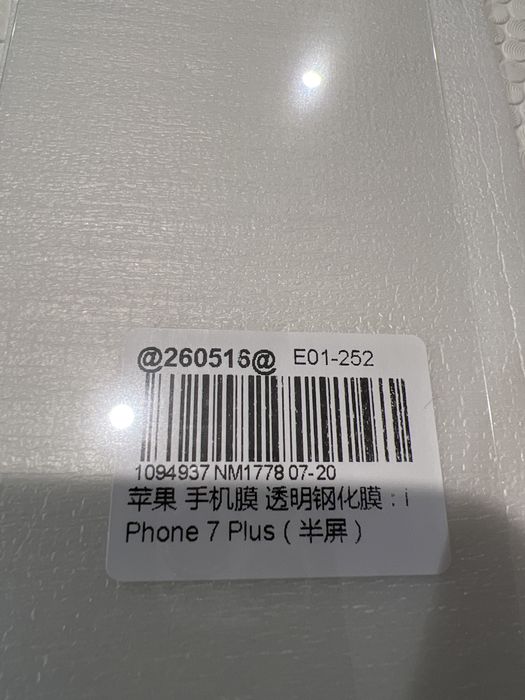 @260516@ E01-252
1094937 NM1778 07-20
苹果 手机膜 透明钢化膜 : i
Phone 7 Plus ( 半屏 )